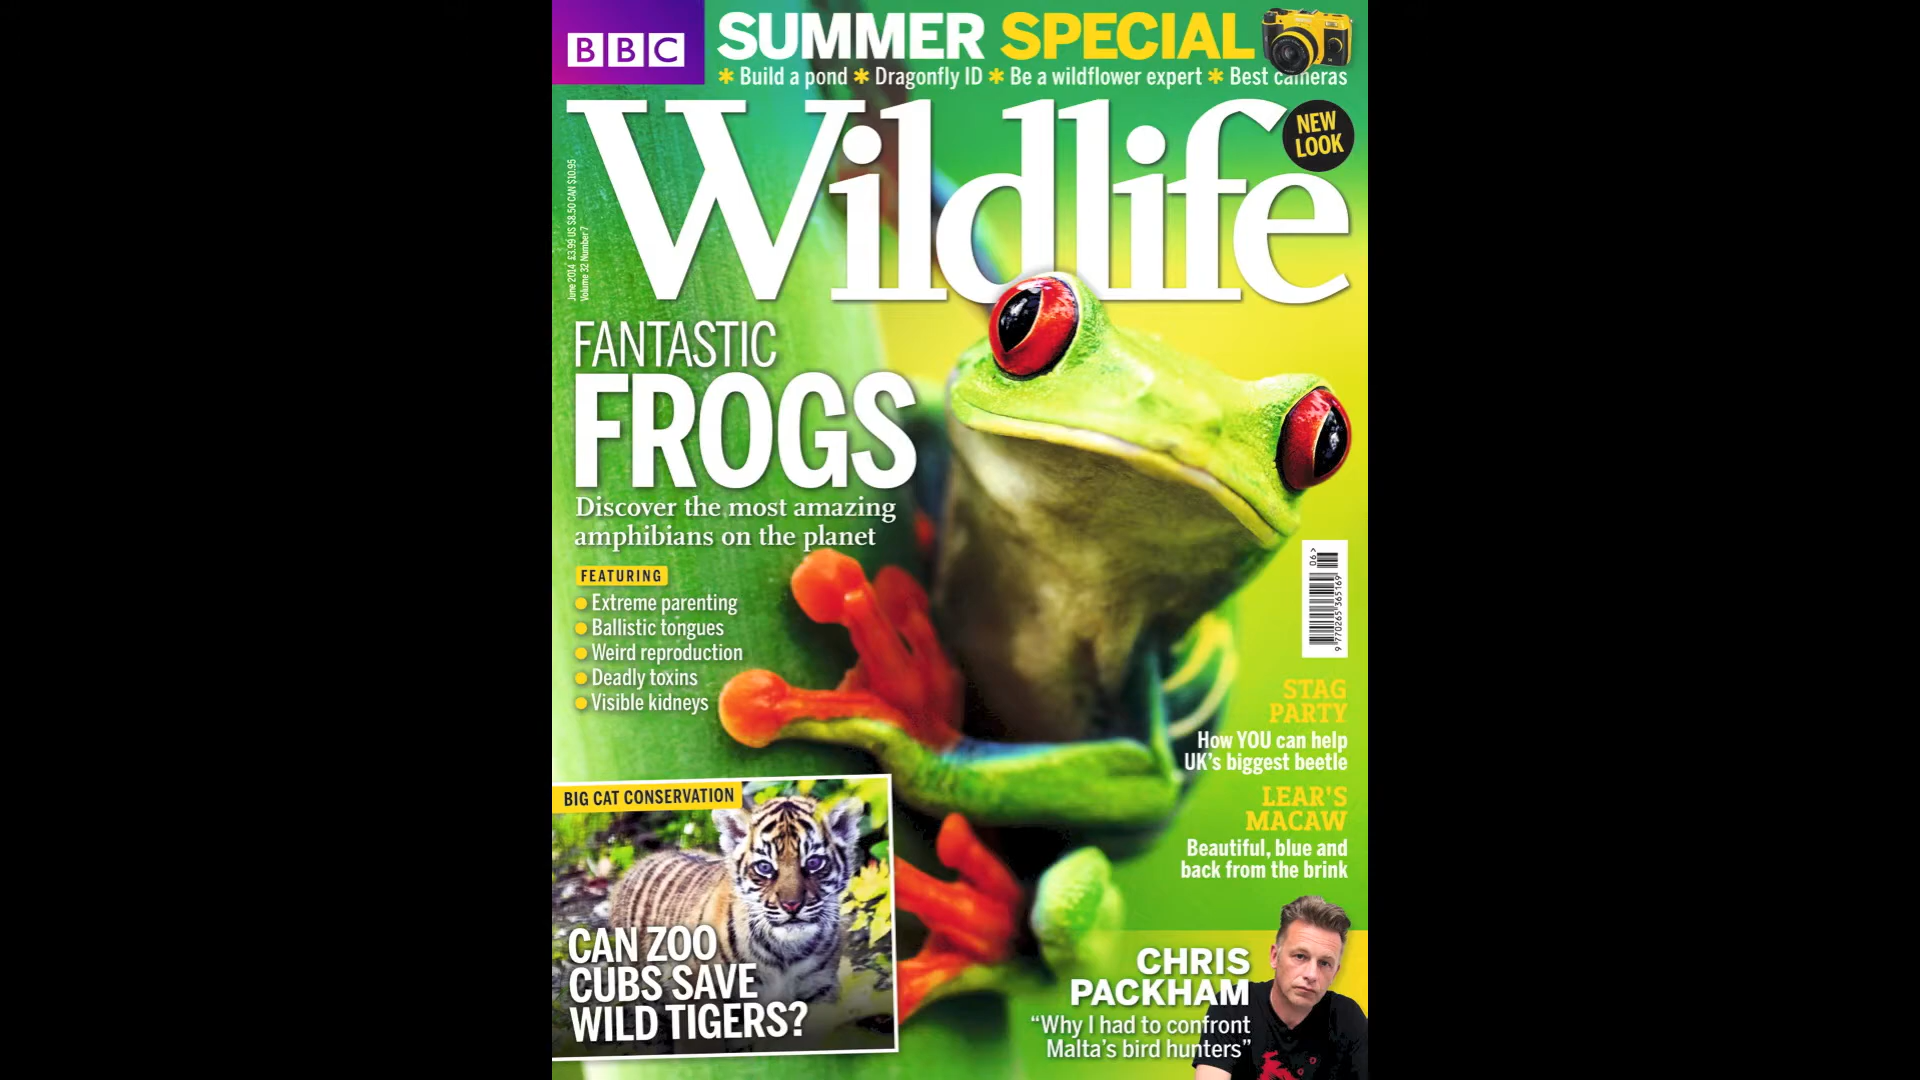 BBC
SUMMER SPECIAL
* Build a pond * Dragonfly ID * Be a wildflower expert * Best cameras
Wildlife
NEW
LOOK
June 2014 £3.99 US $8.50 CAN $10.95
Volume 32 Number 7
FANTASTIC
FROGS
Discover the most amazing
amphibians on the planet
FEATURING
Extreme parenting
Ballistic tongues
Weird reproduction
Deadly toxins
Visible kidneys
06>
9 770265 365169
STAG
PARTY
How YOU can help
UK's biggest beetle
LEAR'S
MACAW
Beautiful, blue and
back from the brink
BIG CAT CONSERVATION
CAN ZOO
CUBS SAVE
WILD TIGERS?
CHRIS
PACKHAM
“Why I had to confront
Malta's bird hunters”